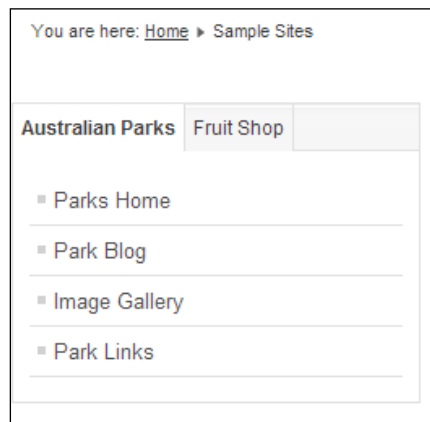 You are here: Home ▸ Sample Sites
Australian Parks Fruit Shop
Parks Home
Park Blog
Image Gallery
Park Links